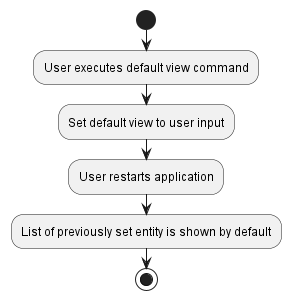 User executes default view command
Set default view to user input
User restarts application
List of previously set entity is shown by default